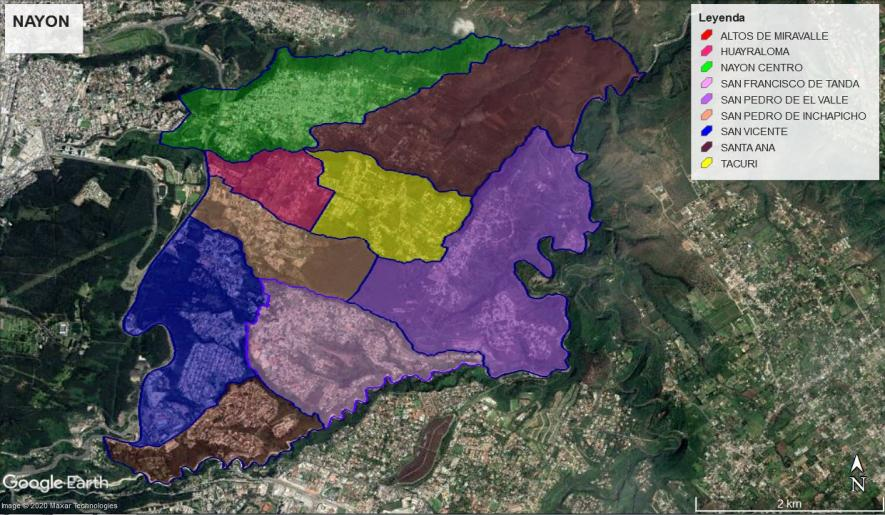 NAYON
Leyenda
ALTOS DE MIRAVALLE
HUAYRALOMA
NAYON CENTRO
SAN FRANCISCO DE TANDA
SAN PEDRO DE EL VALLE
SAN PEDRO DE INCHAPICHO
SAN VICENTE
SANTA ANA
TACURI
Google Earth
Image © 2020 Maxar Technologies
N
2 km